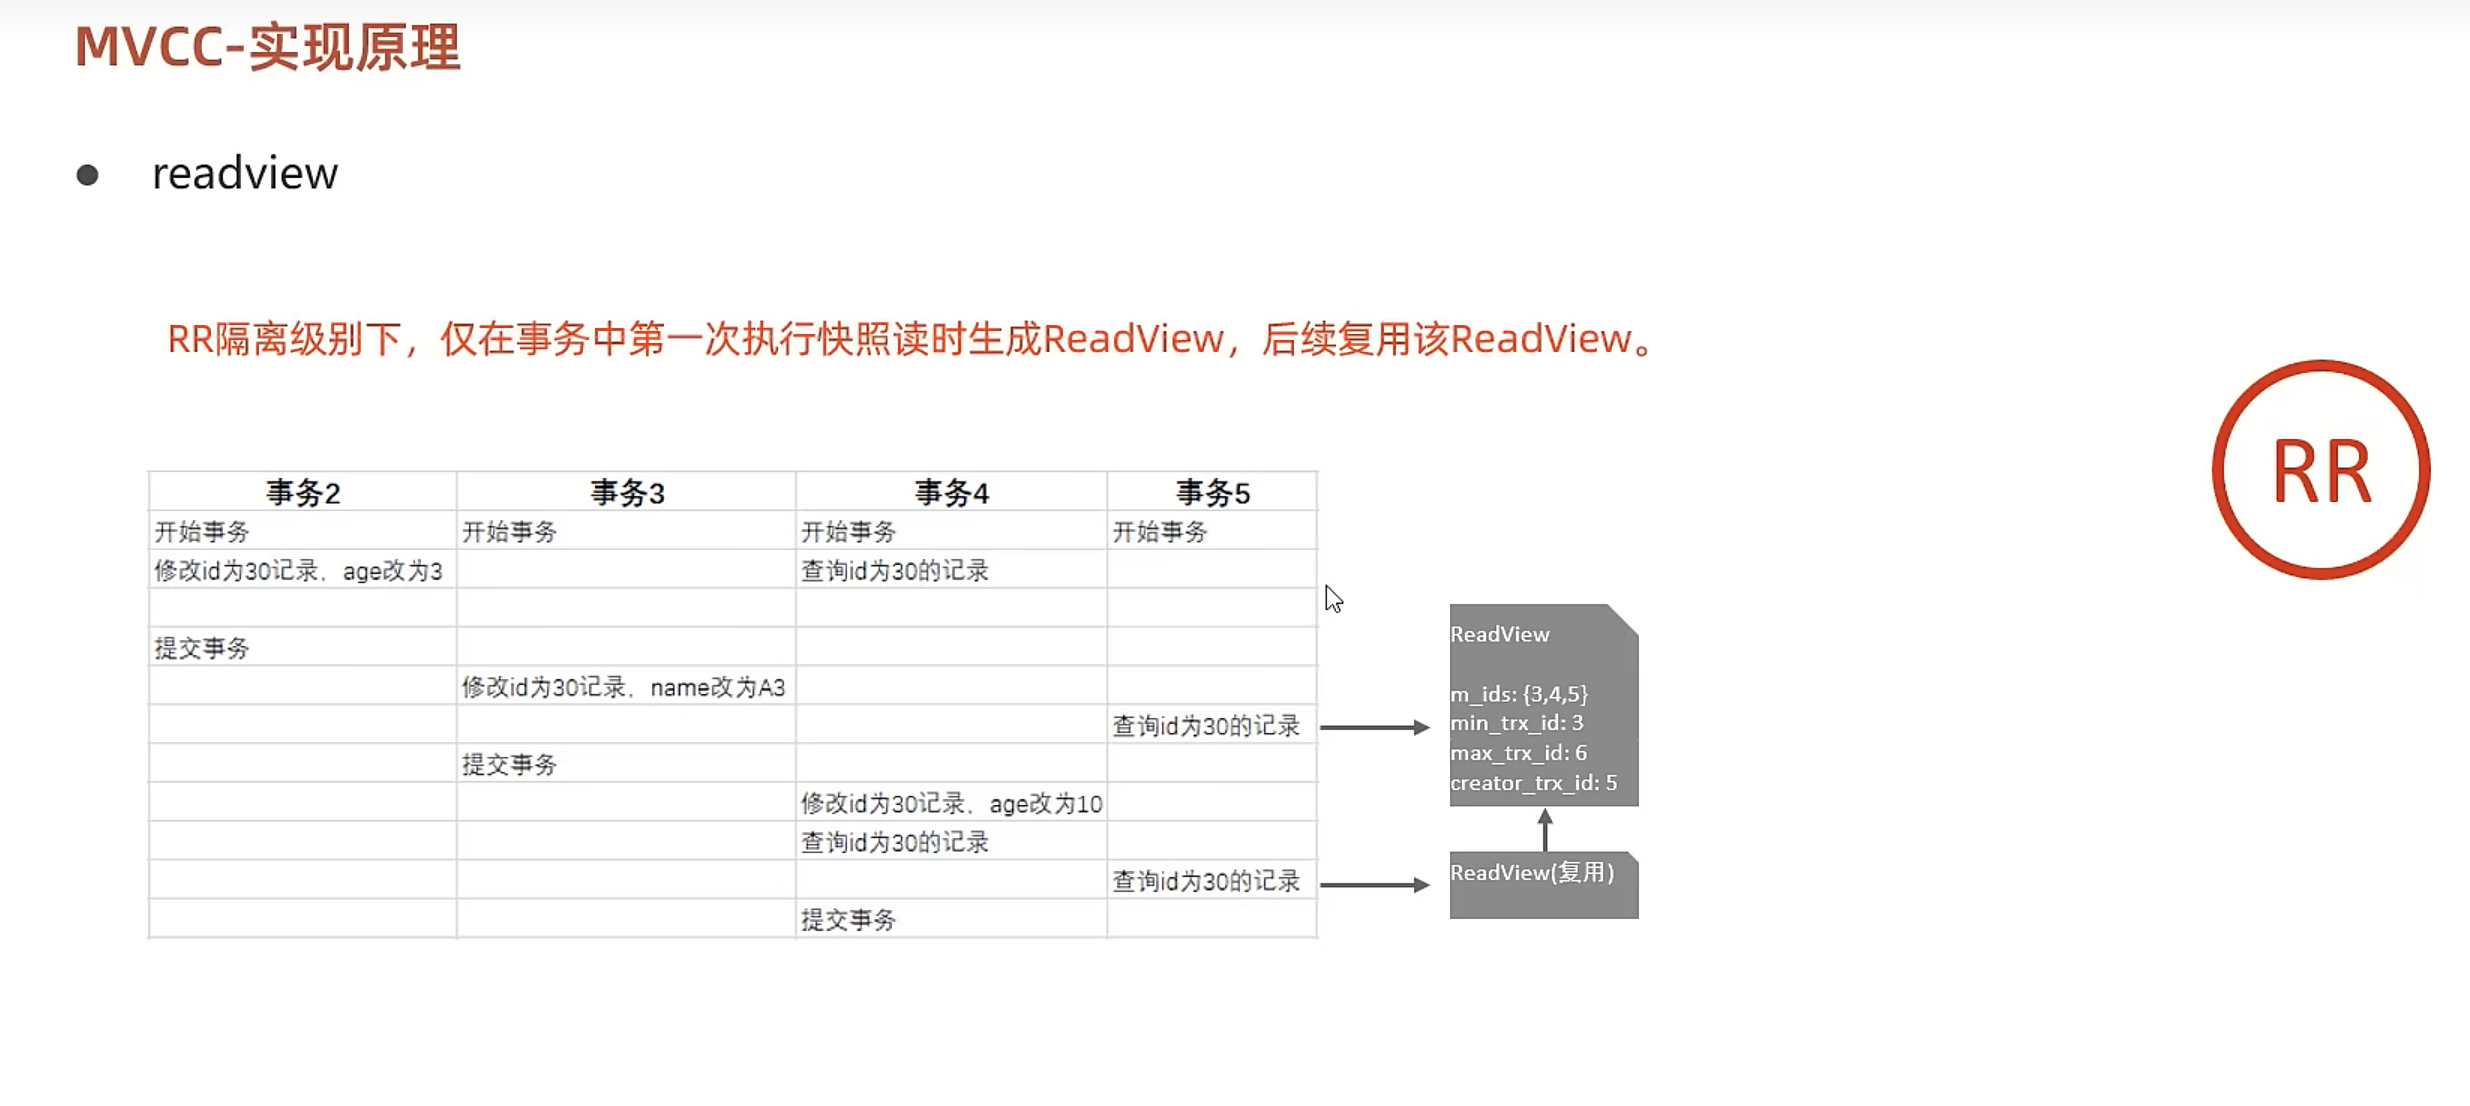 MVCC-实现原理
● readview
RR隔离级别下，仅在事务中第一次执行快照读时生成ReadView，后续复用该ReadView。
RR
事务2 事务3 事务4 事务5
开始事务 开始事务 开始事务 开始事务
修改id为30记录，age改为3 查询id为30的记录
提交事务
修改id为30记录，name改为A3
查询id为30的记录
提交事务
修改id为30记录，age改为10
查询id为30的记录
查询id为30的记录
提交事务
ReadView
m_ids: {3,4,5}
min_trx_id: 3
max_trx_id: 6
creator_trx_id: 5
ReadView(复用)